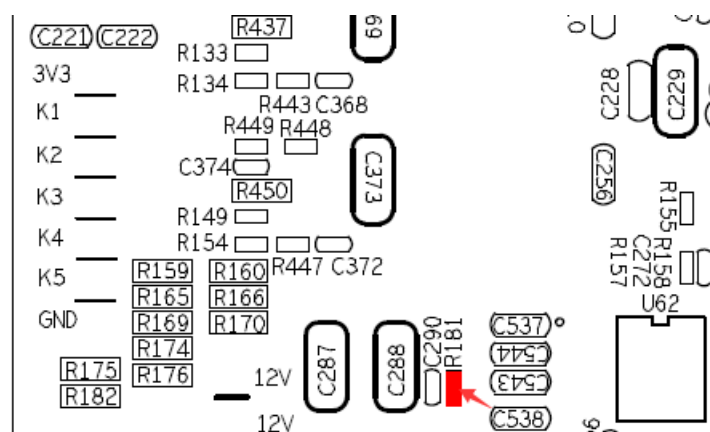 R437
69
C221 C222
R133
3V3
R134
R443 C368
C228
C229
K1
R449 R448
K2
C374
C373
C256
K3
R450
R149
R155
K4
R154
R447 C372
R157
C272
R158
K5
R159 R160
R165 R166
U62
GND
R169 R170
C287
C288
C290
R181
C537
R174
C544
R175
R176
12V
C543
R182
C538
12V